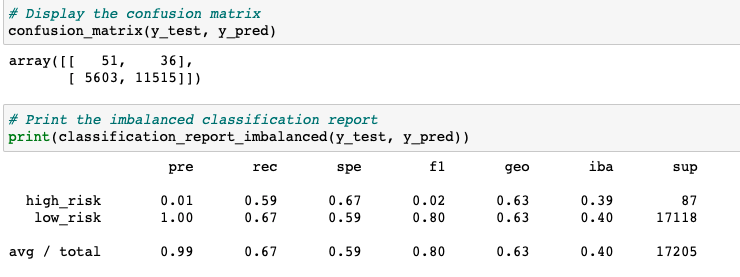 # Display the confusion matrix
confusion_matrix(y_test, y_pred)
array([[   51,    36],
       [ 5603, 11515]])
# Print the imbalanced classification report
print(classification_report_imbalanced(y_test, y_pred))
                   pre       rec       spe        f1       geo       iba       sup
  high_risk       0.01      0.59      0.67      0.02      0.63      0.39        87
   low_risk       1.00      0.67      0.59      0.80      0.63      0.40     17118
avg / total       0.99      0.67      0.59      0.80      0.63      0.40     17205